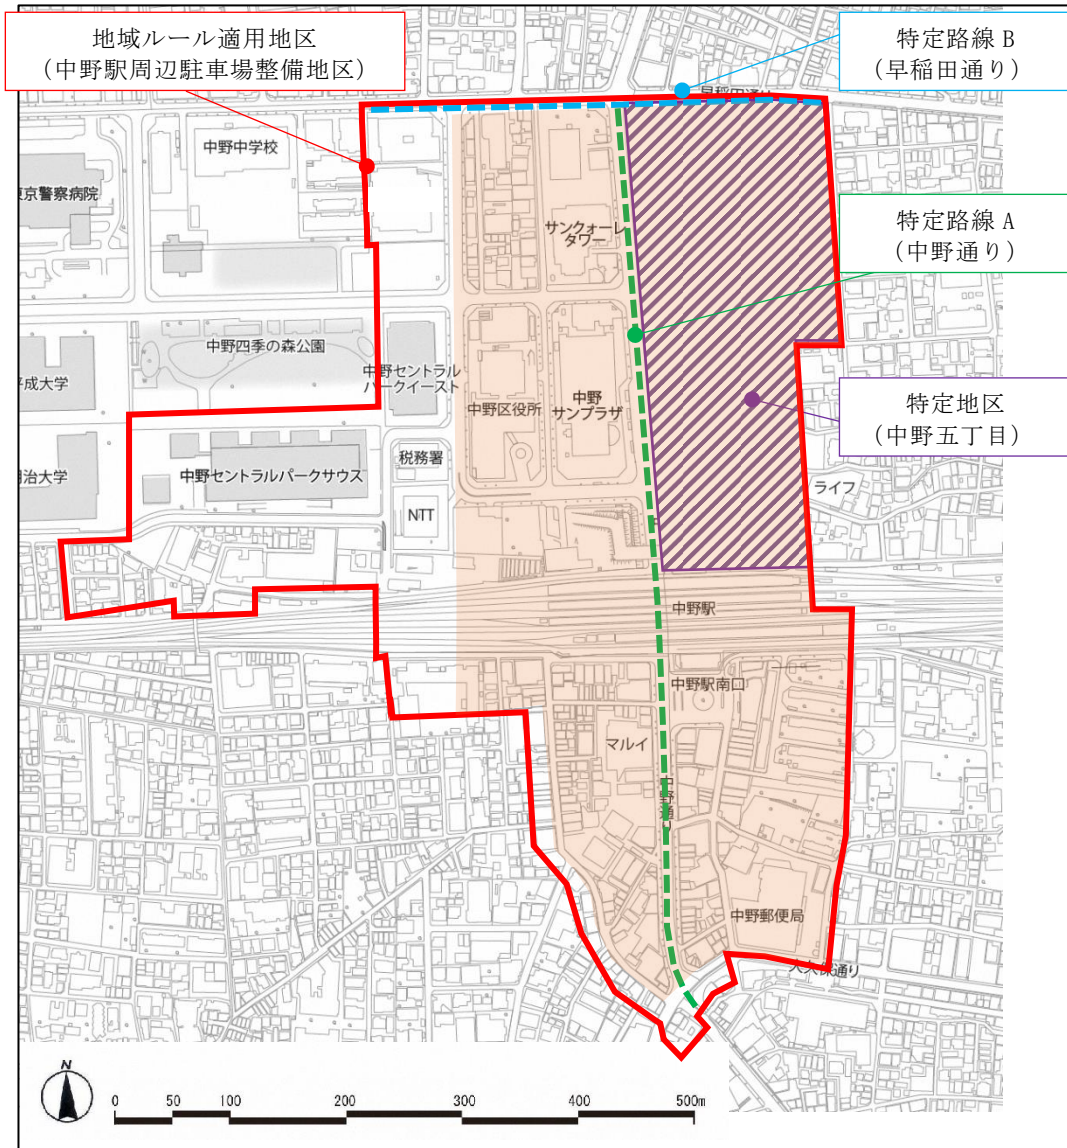 地域ルール適用地区
(中野駅周辺駐車場整備地区)
特定路線 B
(早稲田通り)
早稲田通り
中野中学校
東京警察病院
特定路線 A
(中野通り)
サンクォーレ
タワー
中野四季の森公園
中野セントラル
パークイースト
平成大学
中野区役所
中野
サンプラザ
特定地区
(中野五丁目)
税務署
中野セントラルパークサウス
明治大学
ライフ
NTT
中野駅
中野駅南口
マルイ
中野通り
中野郵便局
大久保通り
N
0 50 100 200 300 400 500m